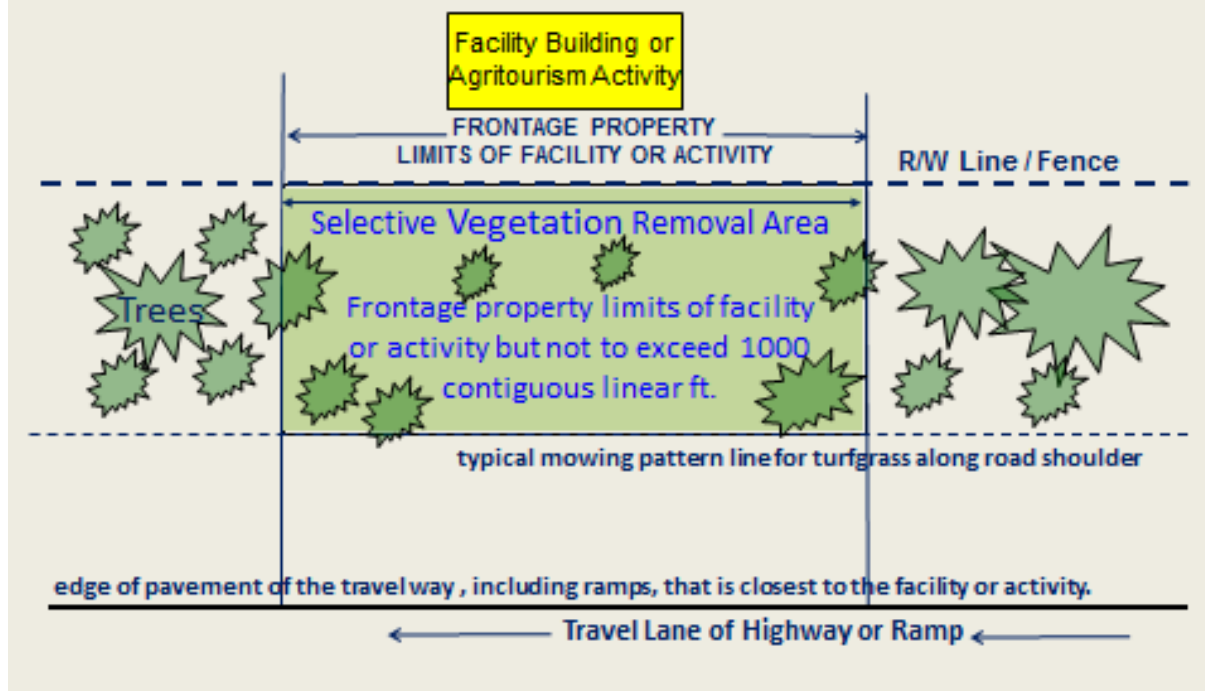 Facility Building or
Agritourism Activity
FRONTAGE PROPERTY
LIMITS OF FACILITY OR ACTIVITY
R/W Line / Fence
Selective Vegetation Removal Area
Trees
Frontage property limits of facility
or activity but not to exceed 1000
contiguous linear ft.
typical mowing pattern line for turfgrass along road shoulder
edge of pavement of the travel way , including ramps, that is closest to the facility or activity.
Travel Lane of Highway or Ramp